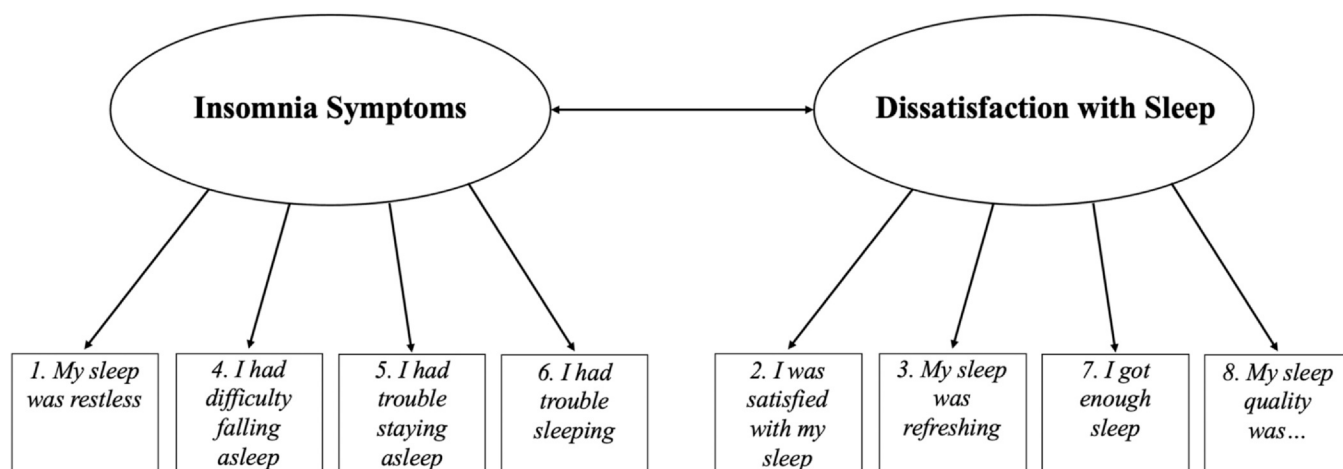 Insomnia Symptoms
Dissatisfaction with Sleep
1. My sleep
was restless
4. I had
difficulty
falling
asleep
5. I had
trouble
staying
asleep
6. I had
trouble
sleeping
2. I was
satisfied
with my
sleep
3. My sleep
was
refreshing
7. I got
enough
sleep
8. My sleep
quality
was...